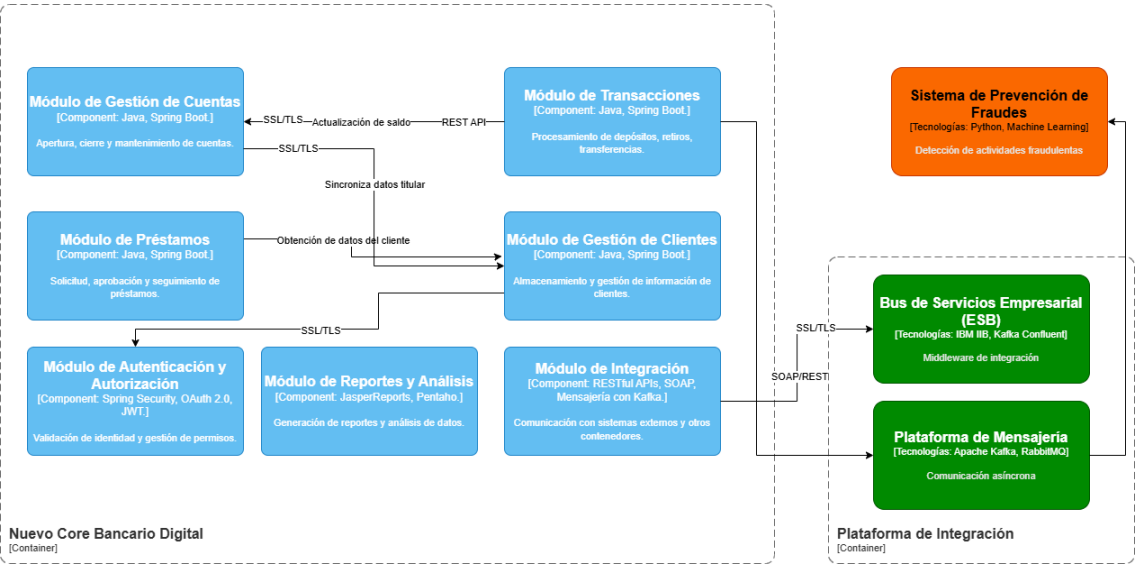 Módulo de Gestión de Cuentas
[Component: Java, Spring Boot.]
Apertura, cierre y mantenimiento de cuentas.
SSL/TLS
Actualización de saldo
REST API
Módulo de Transacciones
[Component: Java, Spring Boot.]
Procesamiento de depósitos, retiros,
transferencias.
Sistema de Prevención de
Fraudes
[Tecnologías: Python, Machine Learning]
Detección de actividades fraudulentas
SSL/TLS
Sincroniza datos titular
Módulo de Préstamos
[Component: Java, Spring Boot.]
Solicitud, aprobación y seguimiento de
préstamos.
Obtención de datos del cliente
Módulo de Gestión de Clientes
[Component: Java, Spring Boot.]
Almacenamiento y gestión de información de
clientes.
SSL/TLS
SSL/TLS
Bus de Servicios Empresarial
(ESB)
[Tecnologías: IBM IIB, Kafka Confluent]
Middleware de integración
Módulo de Autenticación y
Autorización
[Component: Spring Security, OAuth 2.0,
JWT.]
Validación de identidad y gestión de permisos.
Módulo de Reportes y Análisis
[Component: JasperReports, Pentaho.]
Generación de reportes y análisis de datos.
Módulo de Integración
[Component: RESTful APIs, SOAP,
Mensajería con Kafka.]
Comunicación con sistemas externos y otros
contenedores.
SOAP/REST
Plataforma de Mensajería
[Tecnologías: Apache Kafka, RabbitMQ]
Comunicación asíncrona
Nuevo Core Bancario Digital
[Container]
Plataforma de Integración
[Container]